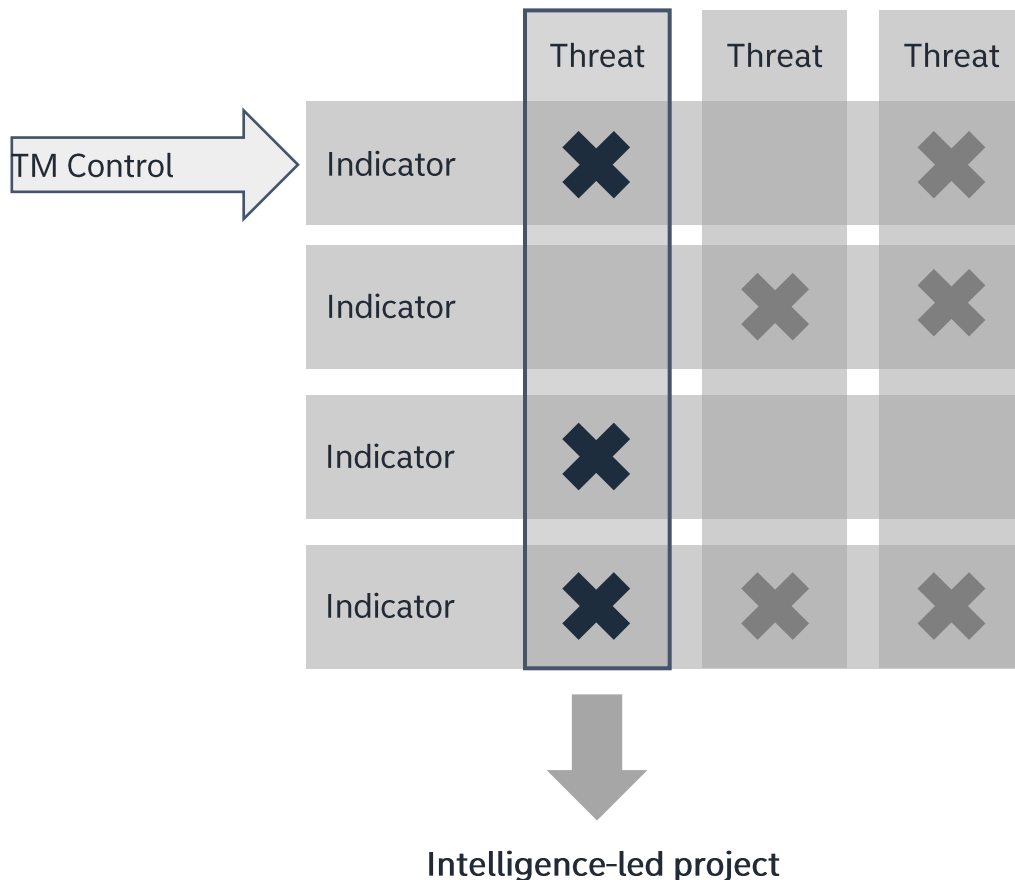 Threat Threat Threat
TM Control
Indicator
Indicator
Indicator
Indicator
Intelligence-led project